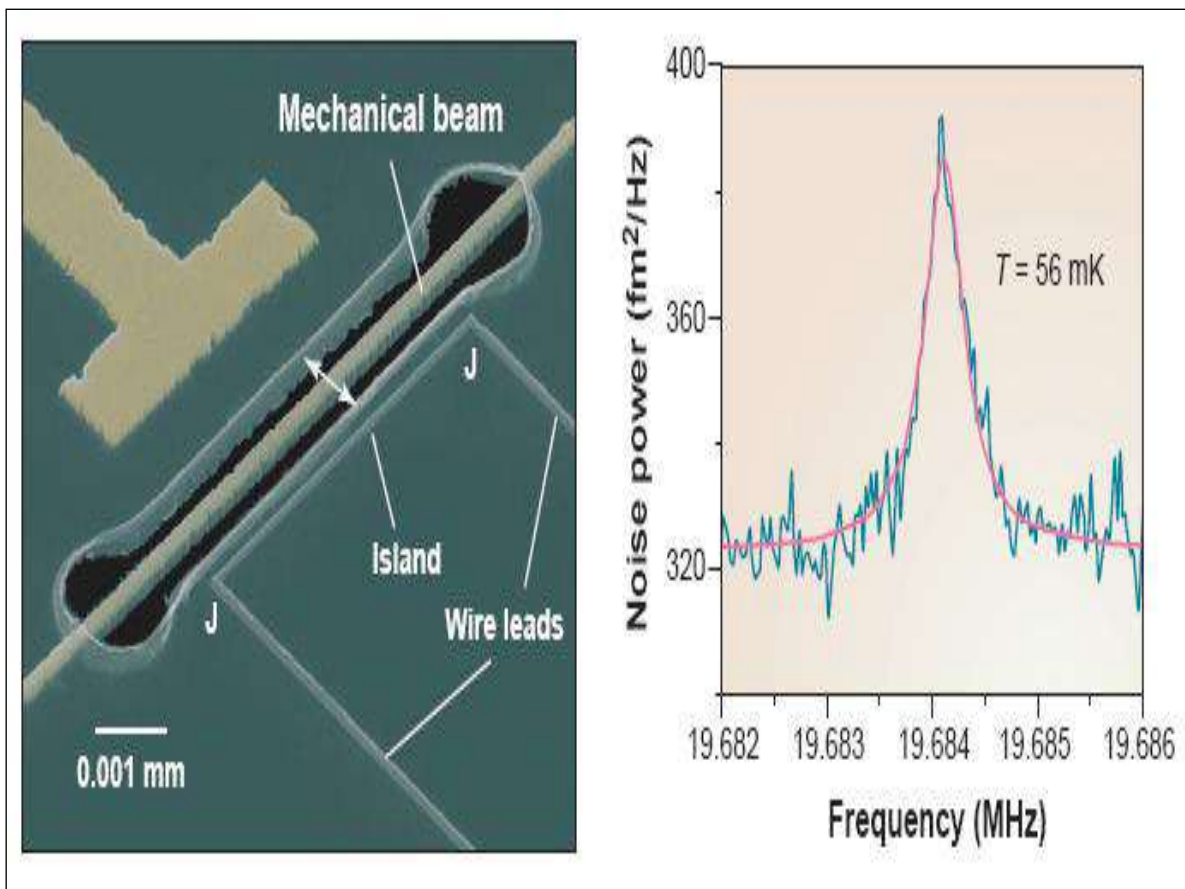 Mechanical beam
J
Island
J
Wire leads
0.001 mm
400
360
320
Noise power (fm²/Hz)
T = 56 mK
19.682 19.683 19.684 19.685 19.686
Frequency (MHz)